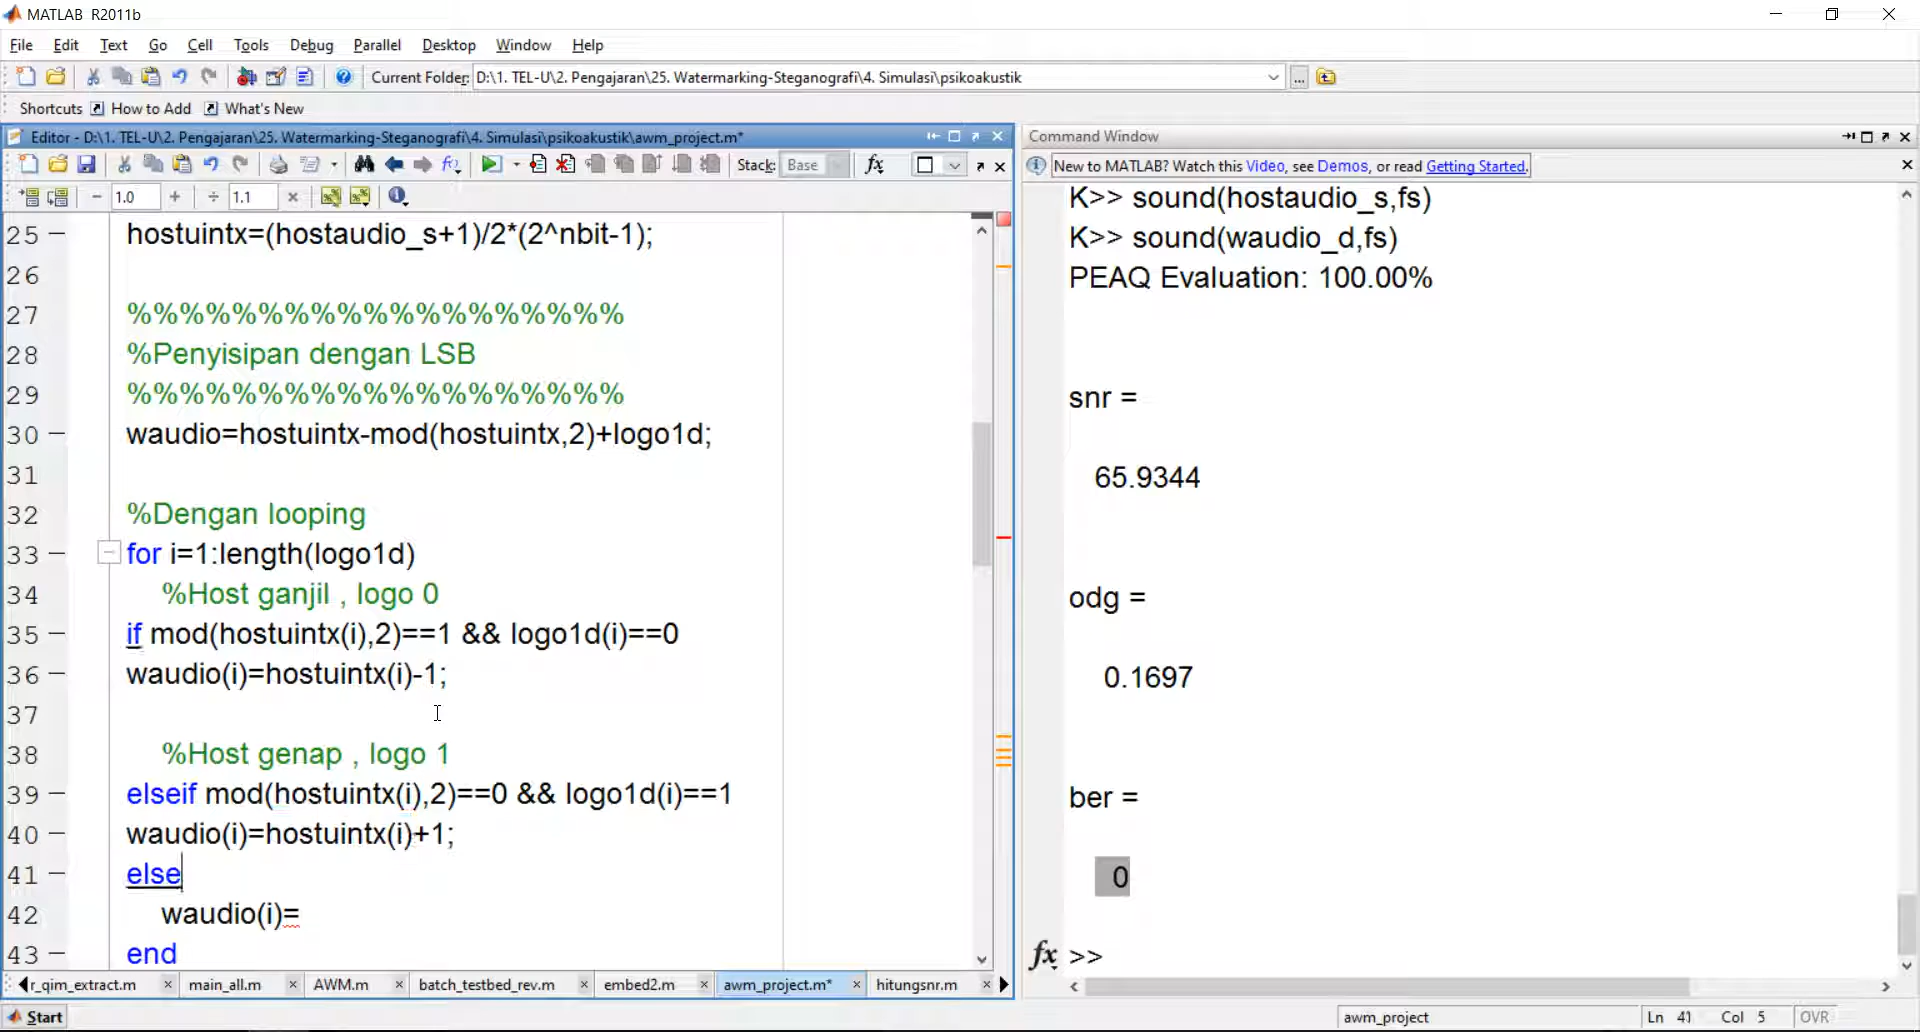 MATLAB R2011b
File Edit Text Go Cell Tools Debug Parallel Desktop Window Help
Current Folder: D:\1. TEL-U\2. Pengajaran\25. Watermarking-Steganografi\4. Simulasi\psikoakustik
Shortcuts How to Add What's New
Editor - D:\1. TEL-U\2. Pengajaran\25. Watermarking-Steganografi\4. Simulasi\psikoakustik\awm_project.m*
Stack: Base fx
− 1.0 + ÷ 1.1 ×
25 hostuintx=(hostaudio_s+1)/2*(2^nbit-1);
26
27 %%%%%%%%%%%%%%%%%%%
28 %Penyisipan dengan LSB
29 %%%%%%%%%%%%%%%%%%%
30 waudio=hostuintx-mod(hostuintx,2)+logo1d;
31
32 %Dengan looping
33 for i=1:length(logo1d)
34 %Host ganjil , logo 0
35 if mod(hostuintx(i),2)==1 && logo1d(i)==0
36 waudio(i)=hostuintx(i)-1;
37
38 %Host genap , logo 1
39 elseif mod(hostuintx(i),2)==0 && logo1d(i)==1
40 waudio(i)=hostuintx(i)+1;
41 else
42 waudio(i)=
43 end
r_qim_extract.m main_all.m AWM.m batch_testbed_rev.m embed2.m awm_project.m* hitungsnr.m
Command Window
New to MATLAB? Watch this Video, see Demos, or read Getting Started.
K>> sound(hostaudio_s,fs)
K>> sound(waudio_d,fs)
PEAQ Evaluation: 100.00%
snr =
65.9344
odg =
0.1697
ber =
0
fx >>
Start
awm_project Ln 41 Col 5 OVR